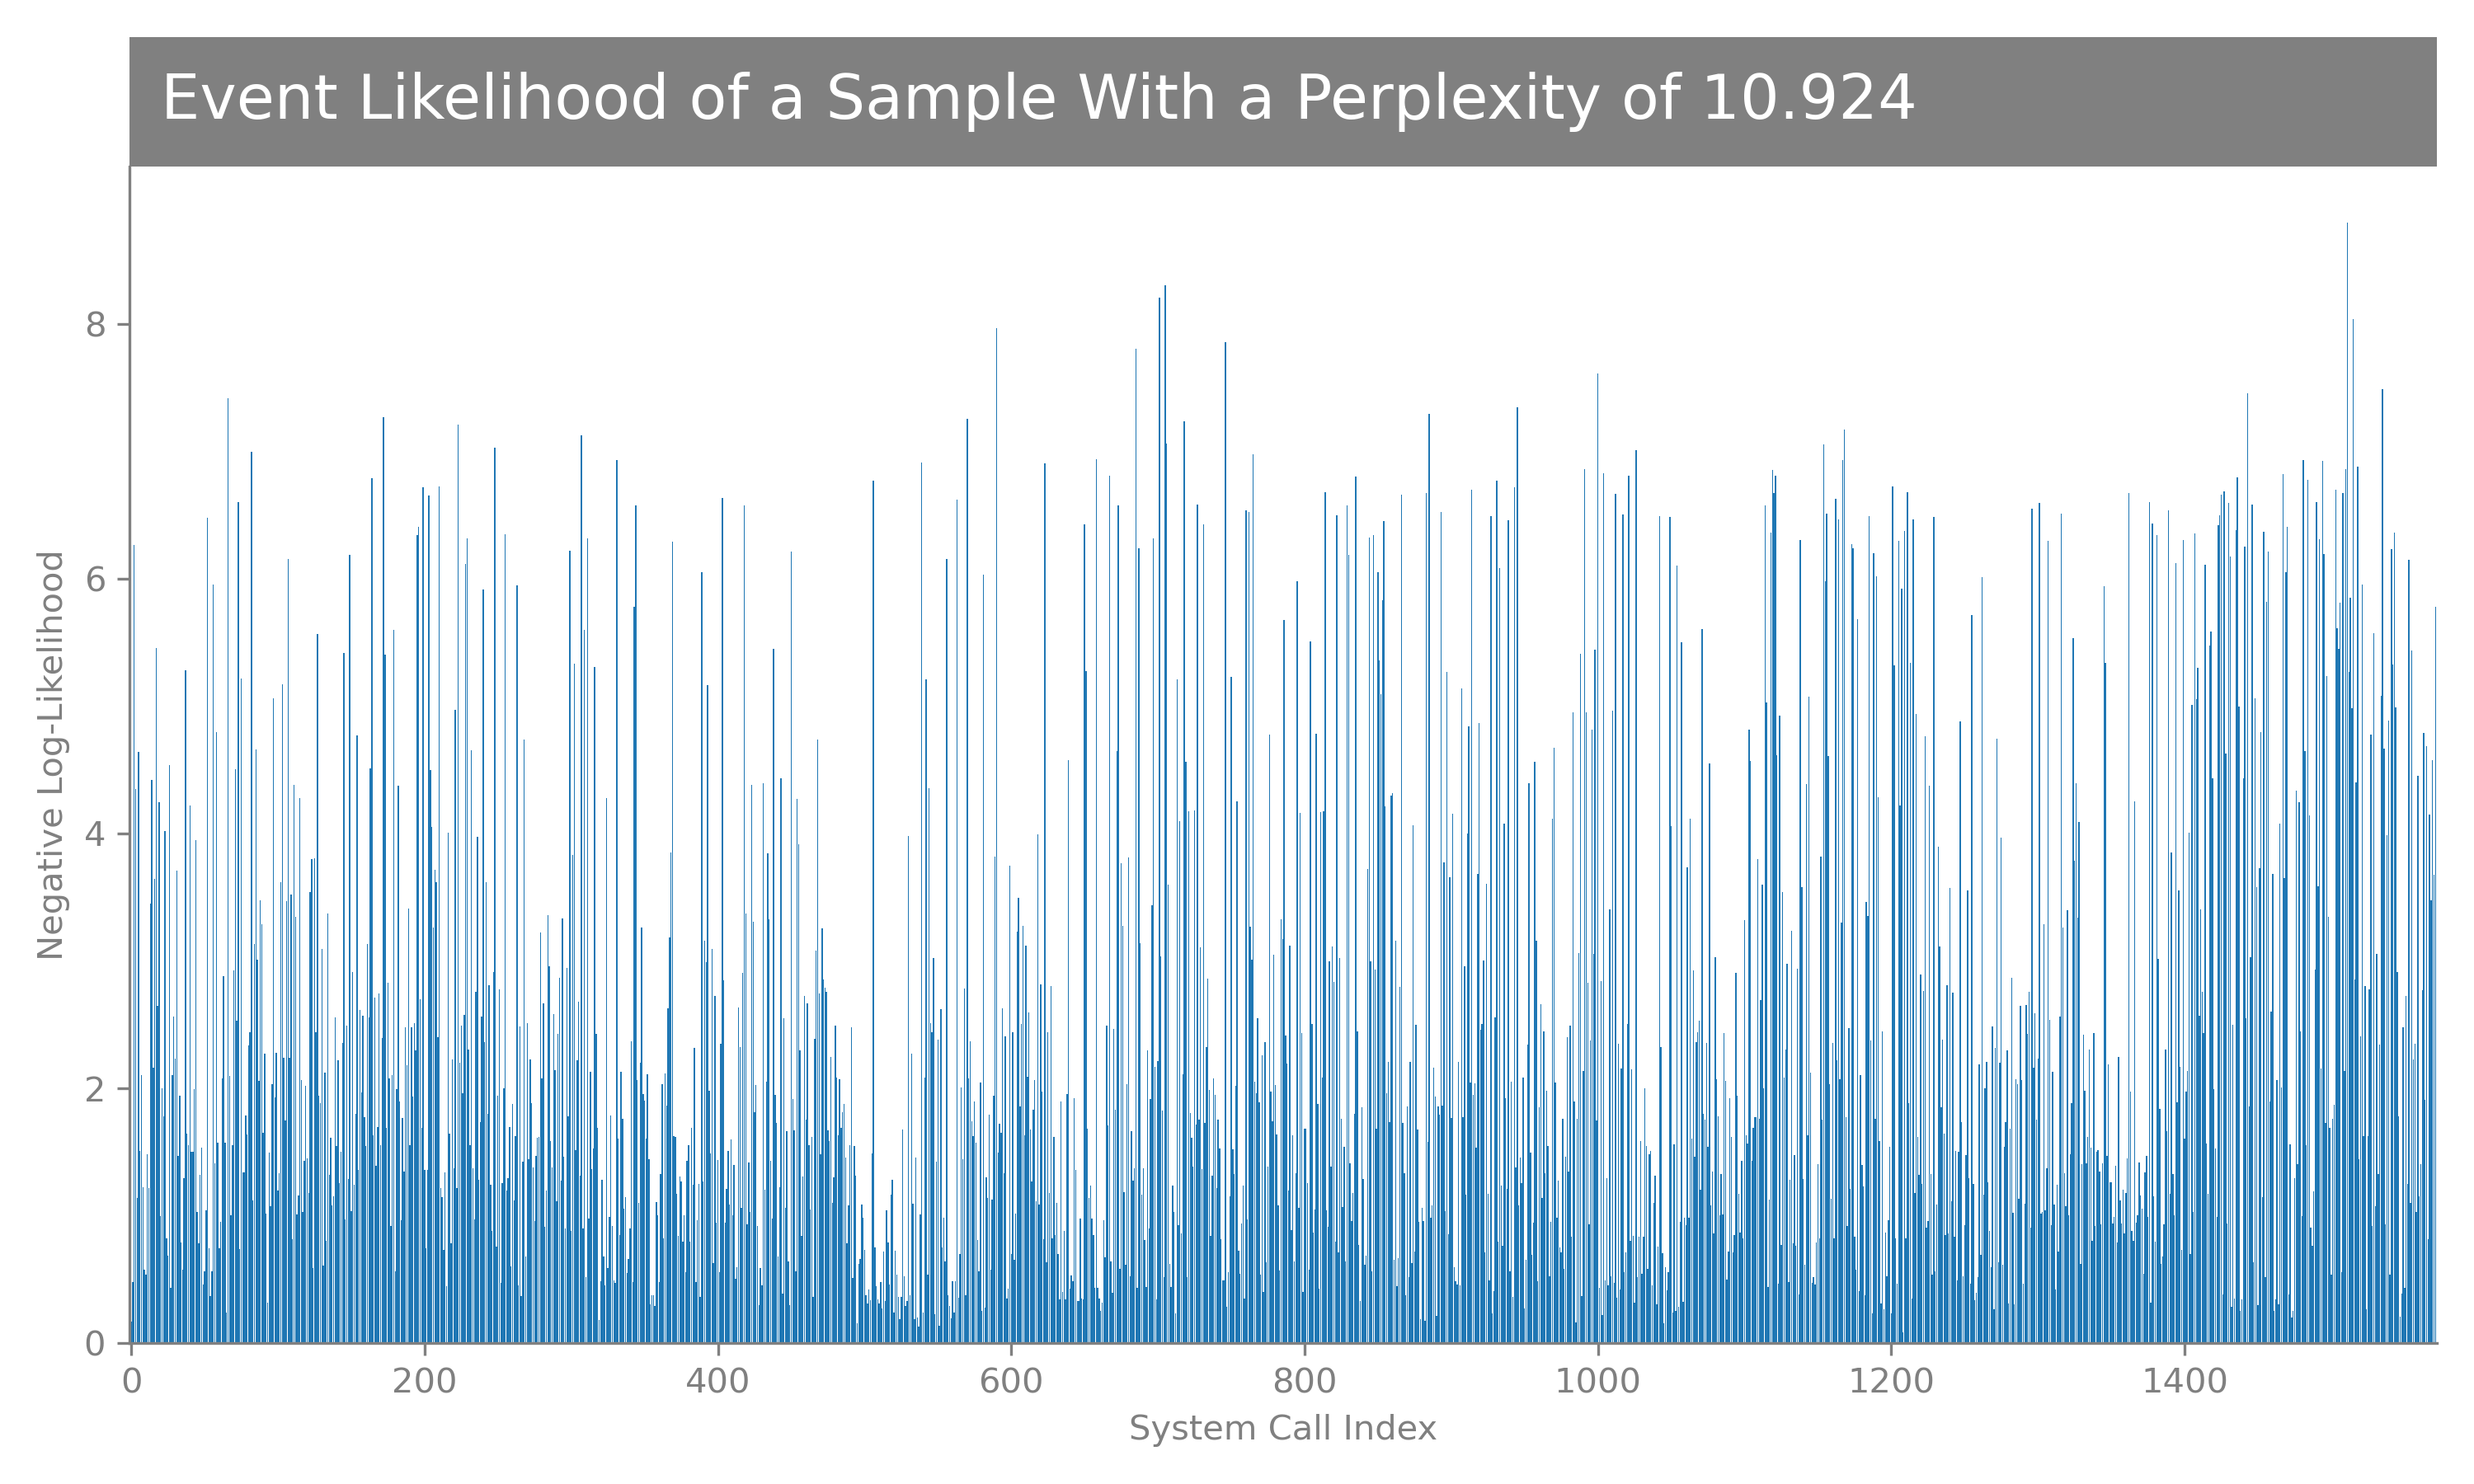 Event Likelihood of a Sample With a Perplexity of 10.924
Negative Log-Likelihood
8
6
4
2
0
0 200 400 600 800 1000 1200 1400
System Call Index